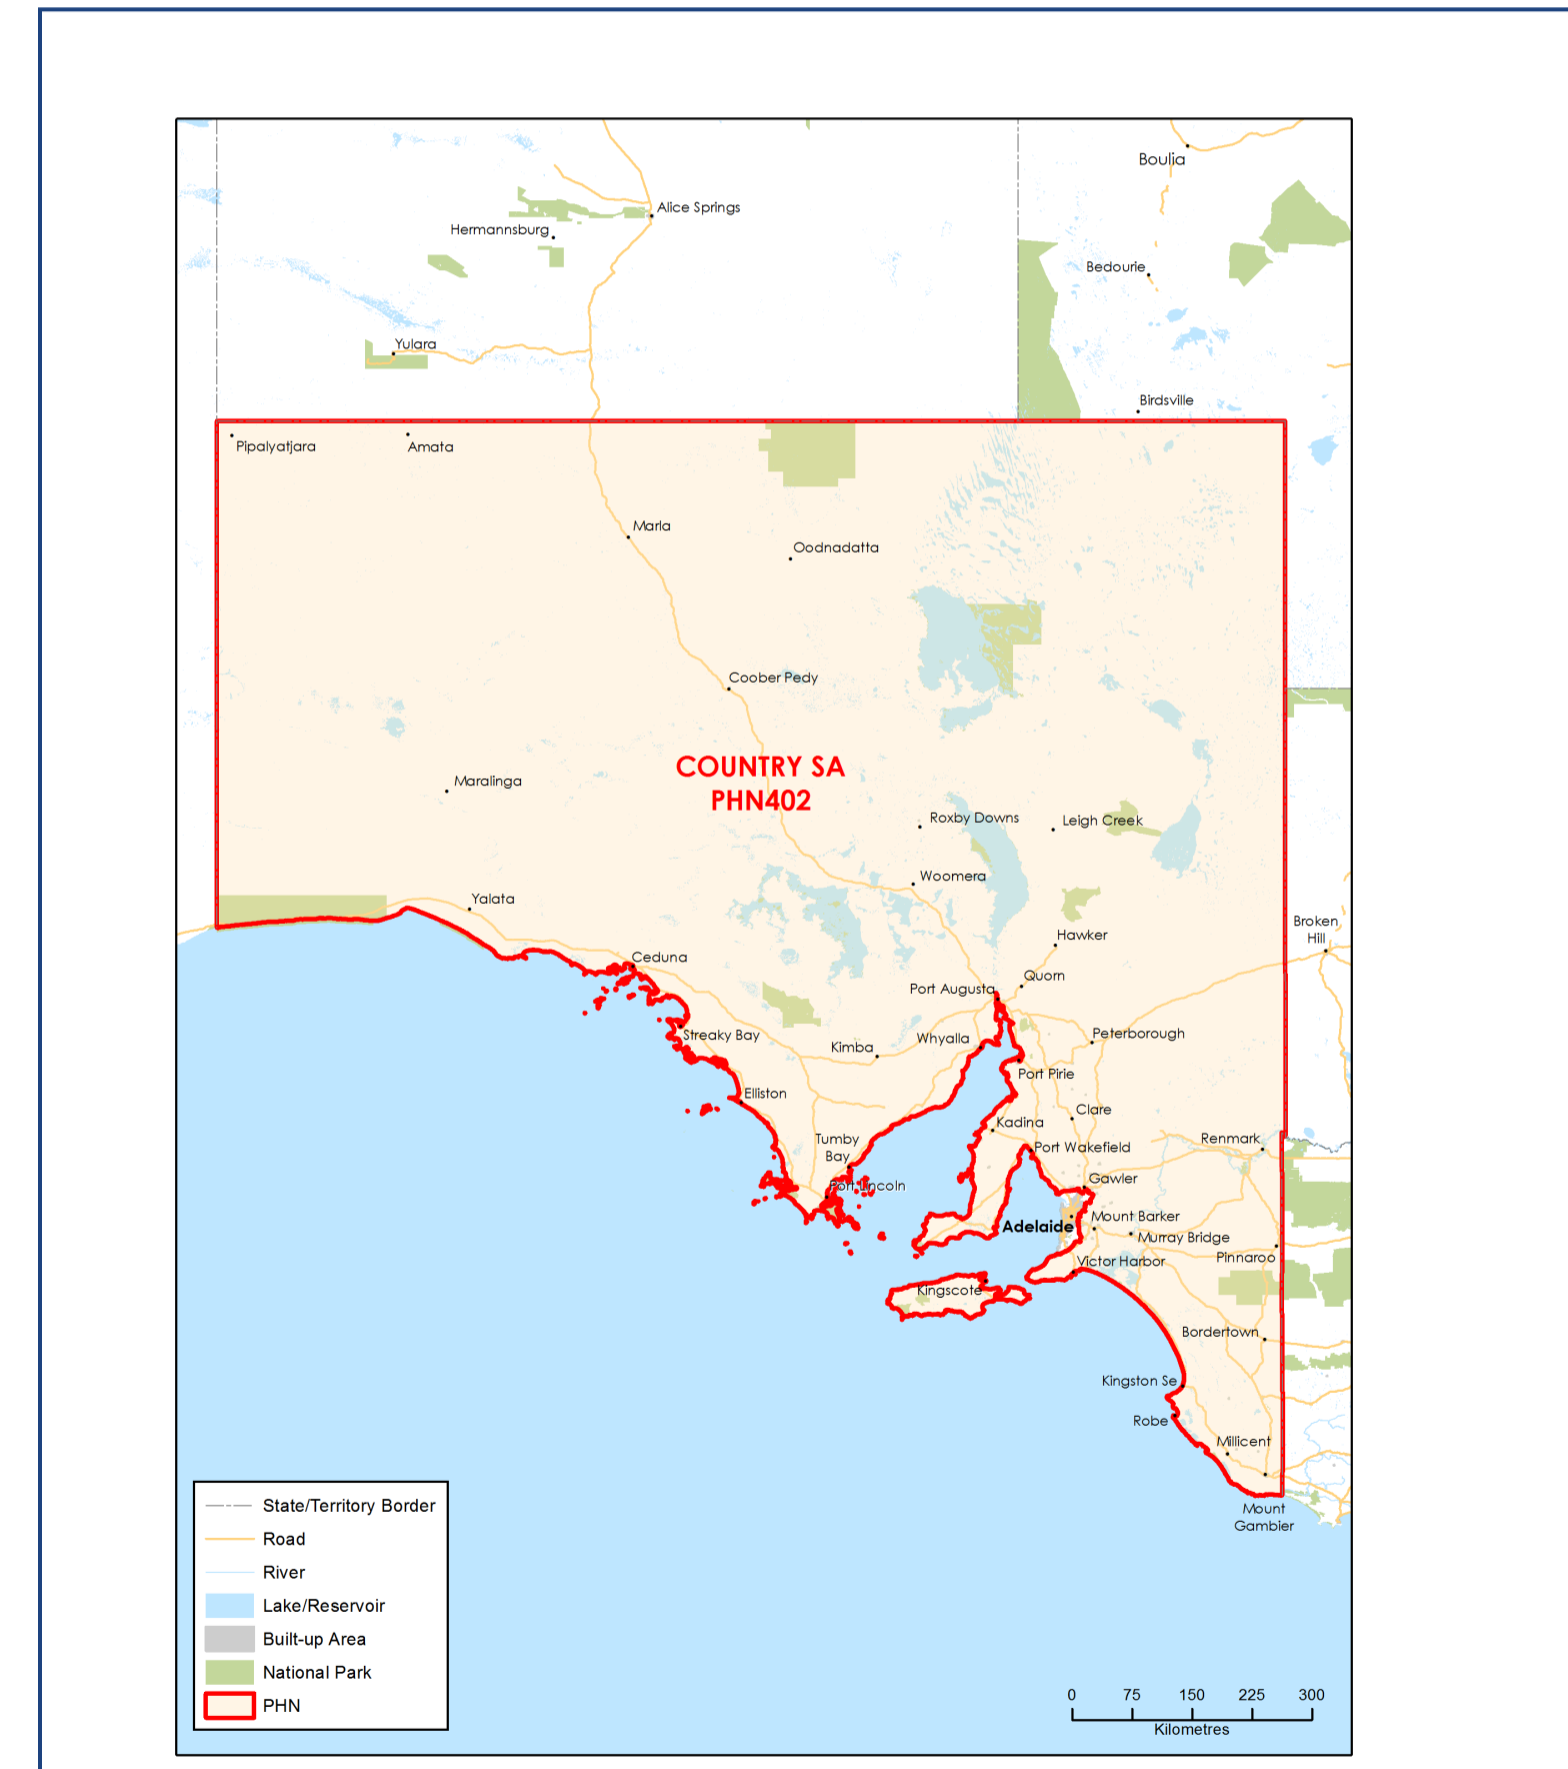 Boulia
Alice Springs
Hermannsburg
Bedourie
Yulara
Birdsville
Pipalyatjara
Amata
Marla
Oodnadatta
Coober Pedy
COUNTRY SA
PHN402
Maralinga
Roxby Downs
Leigh Creek
Woomera
Yalata
Broken
Hill
Hawker
Ceduna
Quorn
Port Augusta
Streaky Bay
Peterborough
Whyalla
Kimba
Port Pirie
Elliston
Clare
Kadina
Tumby
Bay
Renmark
Port Wakefield
Gawler
Port Lincoln
Mount Barker
Adelaide
Murray Bridge
Pinnaroo
Victor Harbor
Kingscote
Bordertown
Kingston Se
Robe
Millicent
Mount
Gambier
State/Territory Border
Road
River
Lake/Reservoir
Built-up Area
National Park
PHN
0 75 150 225 300
Kilometres